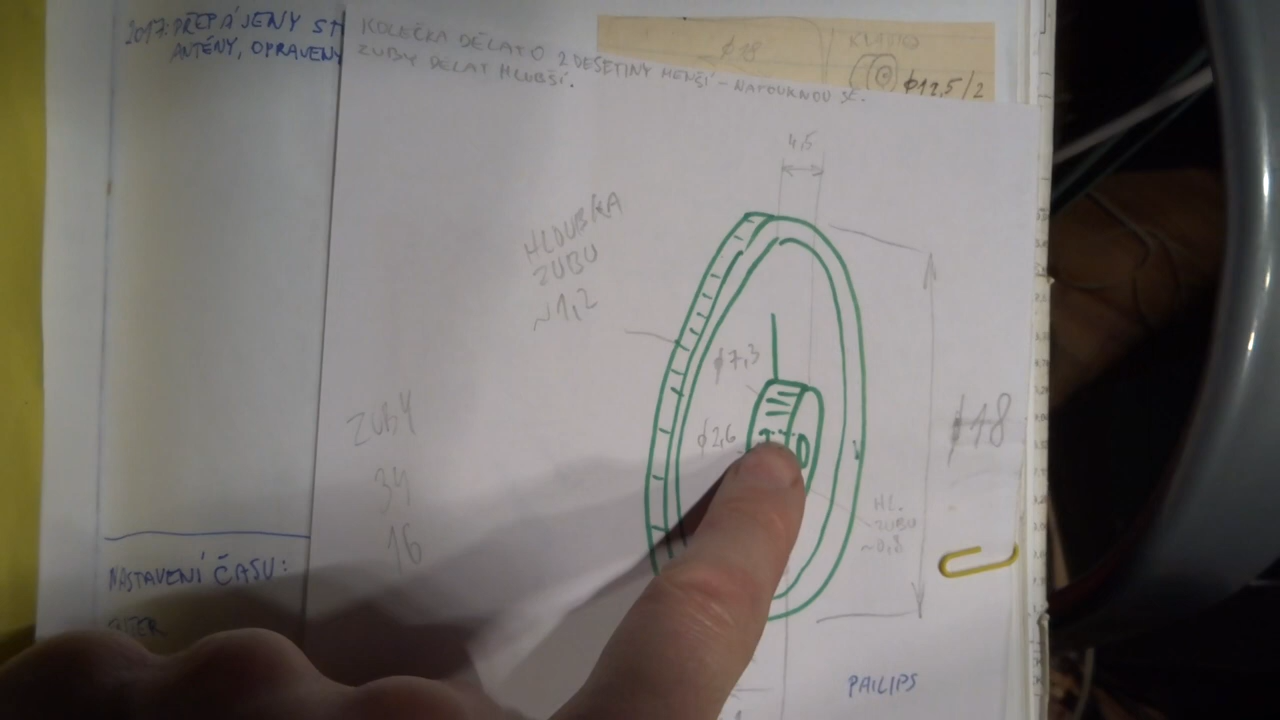 2017: PŘEPÁJENY
ANTÉNY, OPRAVENY
KOLEČKA DĚLAT O 2 DESETINY MENŠÍ – NAFOUKNOU SE.
ZUBY DĚLAT HLUBŠÍ.
ϕ18
ϕ12,5/2
4,5
HLOUBKA
ZUBU
~1,2
ϕ7,3
ϕ2,6
ϕ18
ZUBY
34
16
HL.
ZUBU
~0,8
NASTAVENÍ ČASU:
PHILIPS